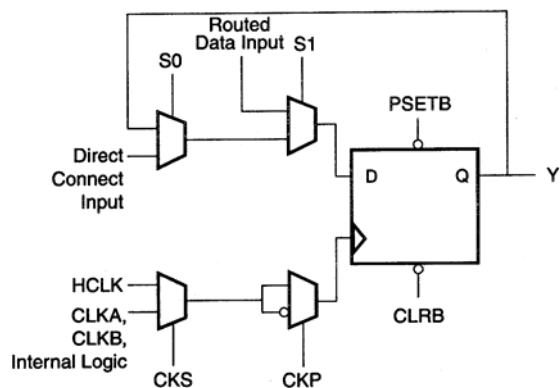 Routed
Data Input
S1
S0
PSETB
Direct
Connect
Input
D
Q
Y
HCLK
CLKA,
CLKB,
Internal Logic
CLRB
CKS
CKP